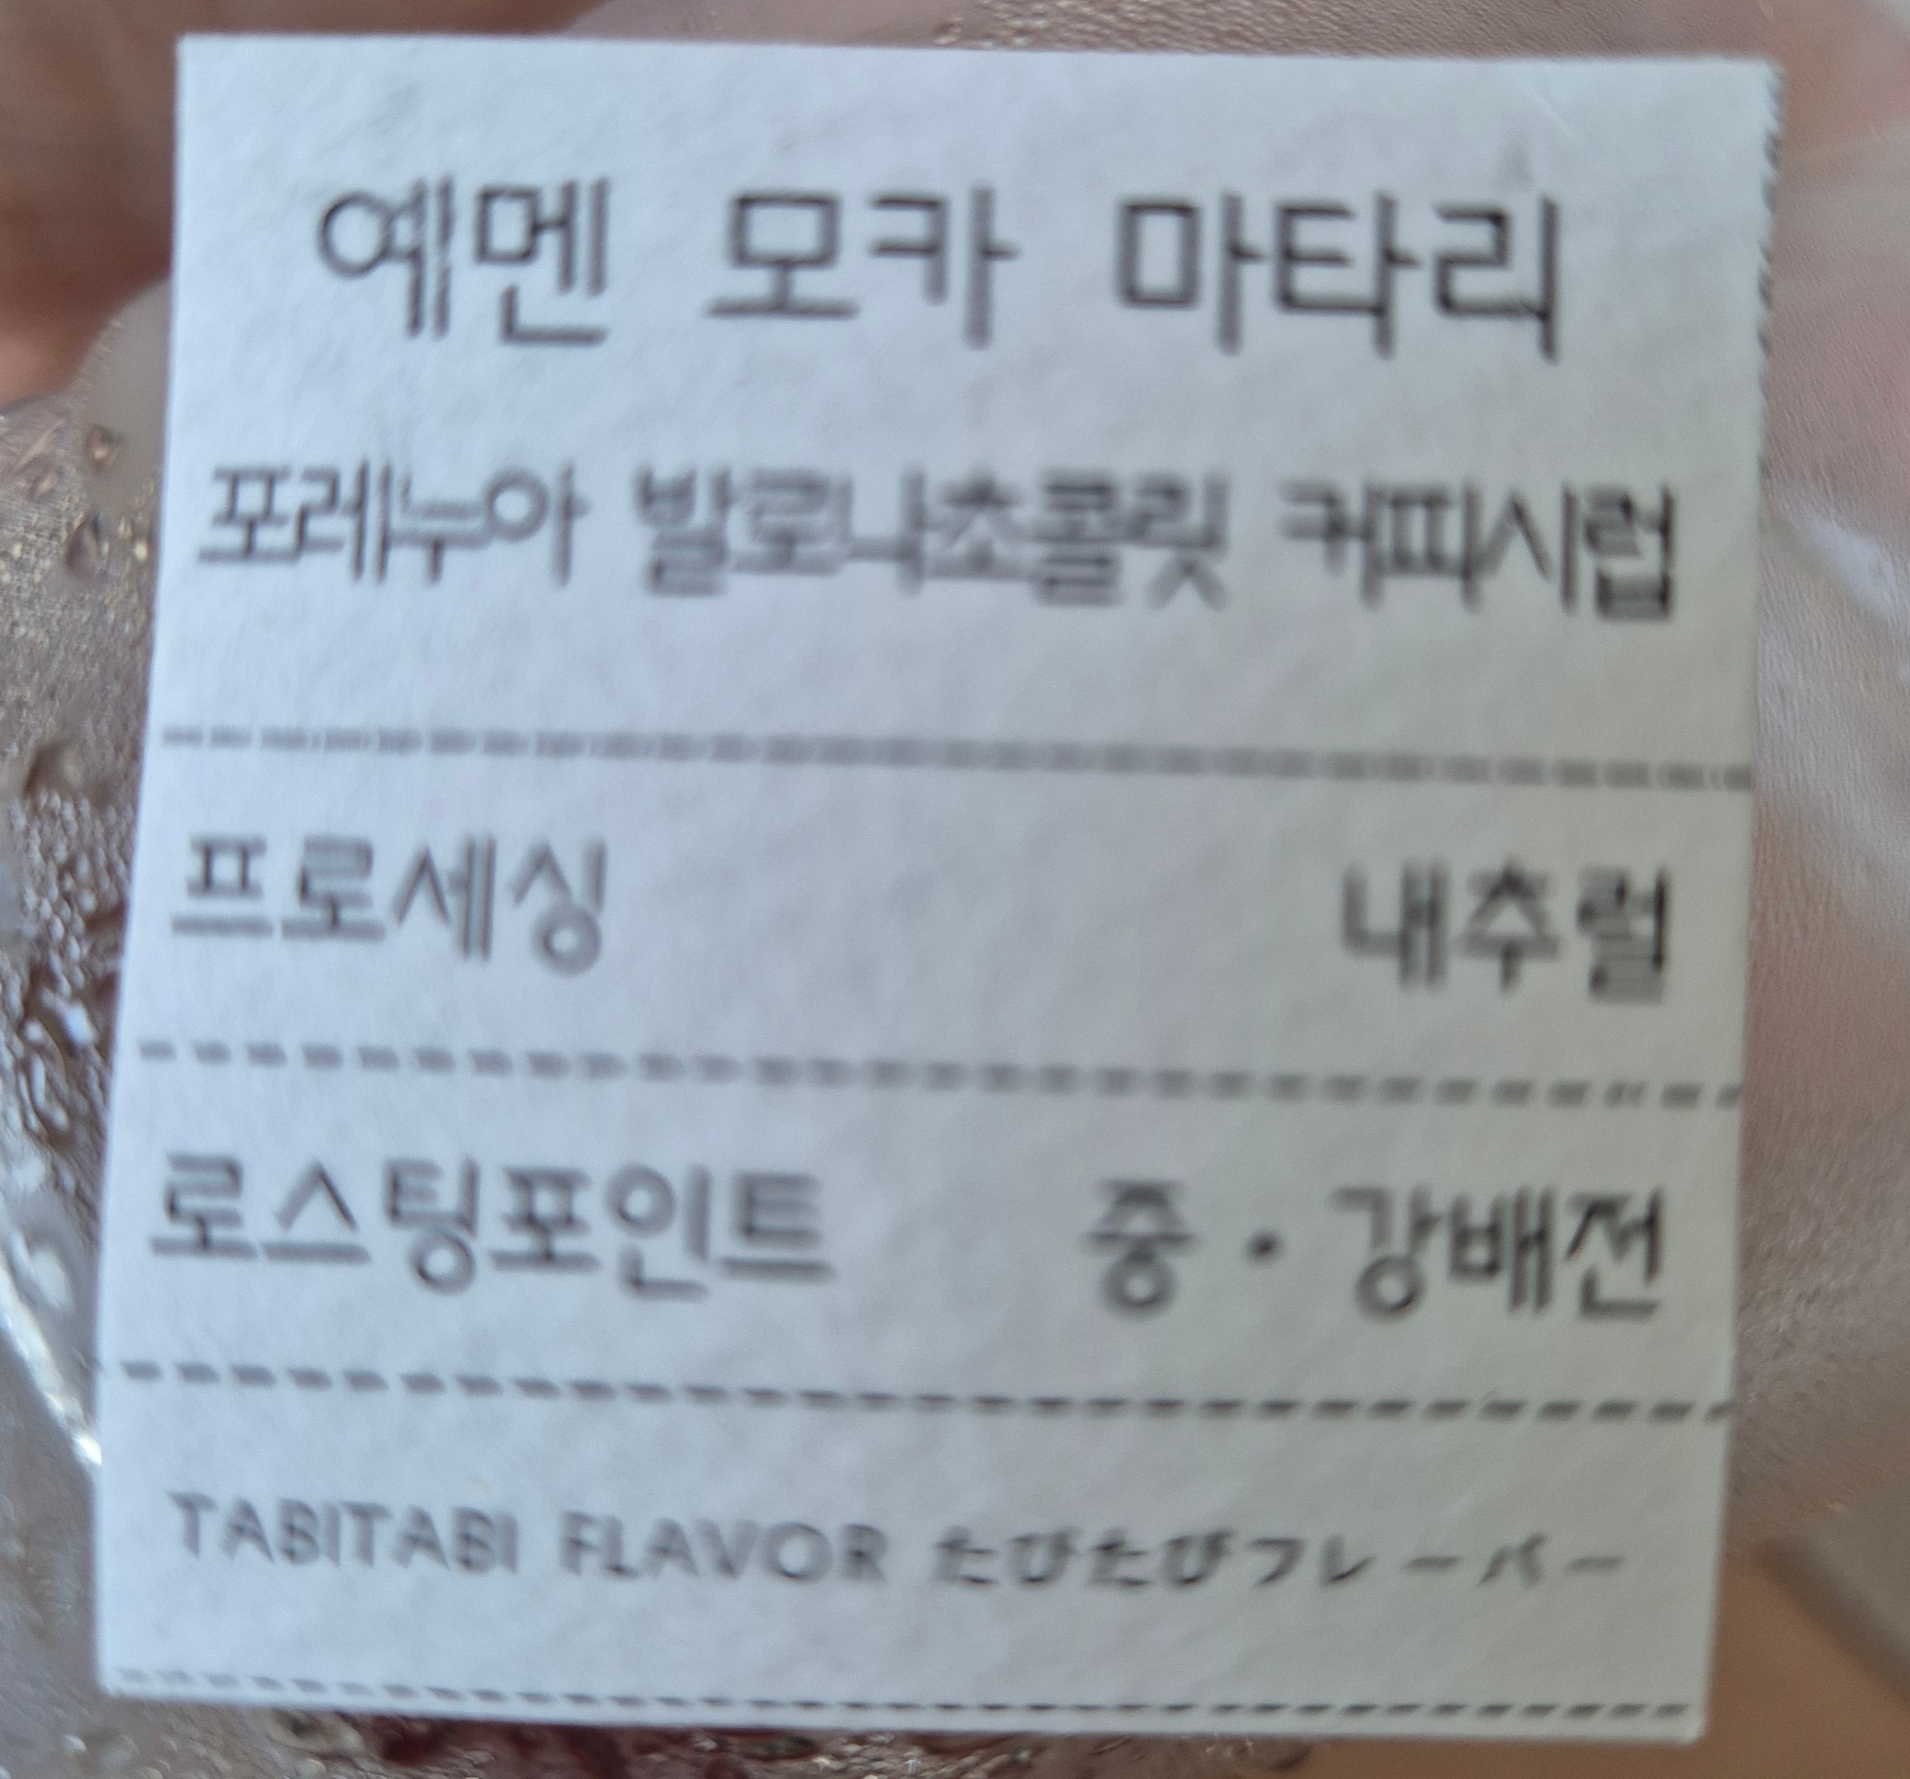 예멘 모카 마타리
포레누아 발로나초콜릿 커피시럽
프로세싱 내추럴
로스팅포인트 중·강배전
TABITABI FLAVOR たびたびフレーバー